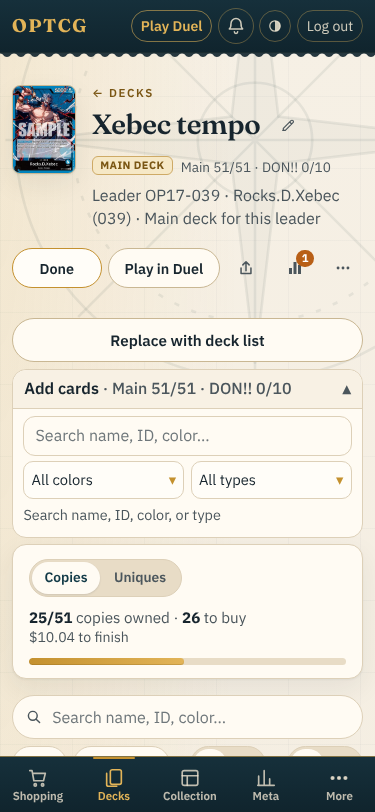 OPTCG
Play Duel
Log out
SAMPLE
Rocks.D.Xebec
← DECKS
Xebec tempo
MAIN DECK
Main 51/51 · DON!! 0/10
Leader OP17-039 · Rocks.D.Xebec
(039) · Main deck for this leader
Done
Play in Duel
1
Replace with deck list
Add cards · Main 51/51 · DON!! 0/10
Search name, ID, color...
All colors
All types
Search name, ID, color, or type
Copies
Uniques
25/51 copies owned · 26 to buy
$10.04 to finish
Search name, ID, color...
Shopping
Decks
Collection
Meta
More